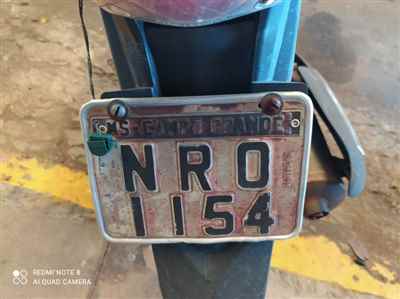 MS-CAMPO GRANDE
NRO
1154
REDMI NOTE 8
AI QUAD CAMERA